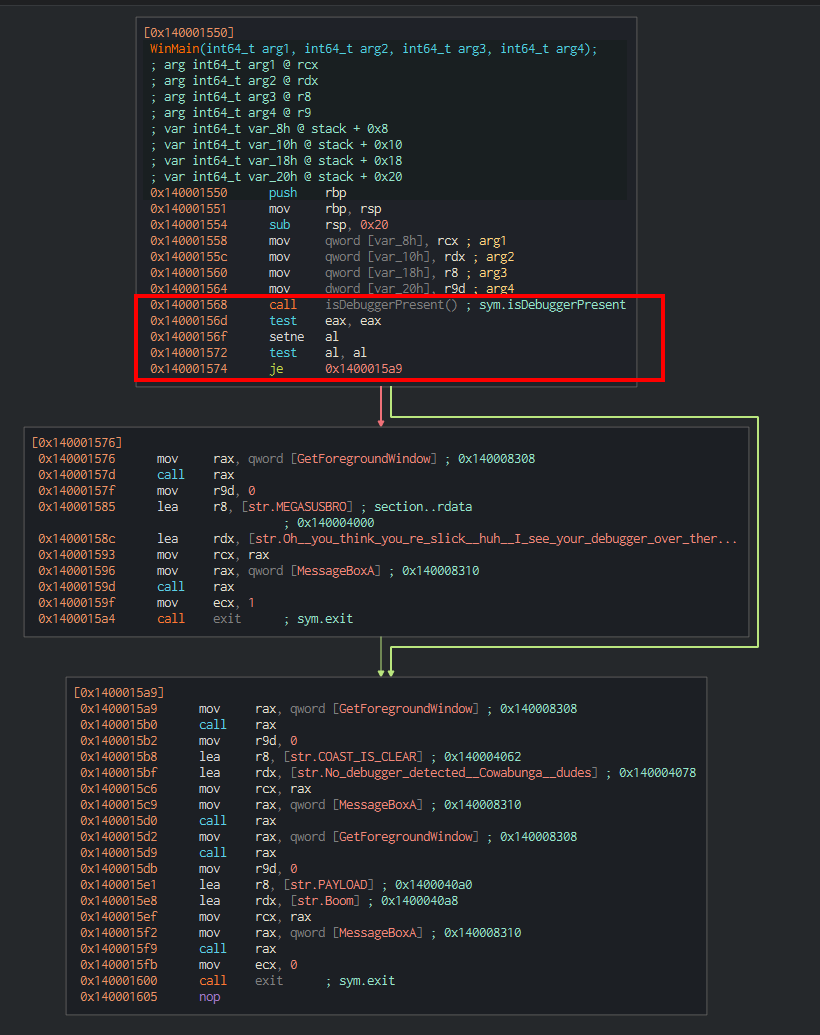 [0x140001550]
WinMain(int64_t arg1, int64_t arg2, int64_t arg3, int64_t arg4);
; arg int64_t arg1 @ rcx
; arg int64_t arg2 @ rdx
; arg int64_t arg3 @ r8
; arg int64_t arg4 @ r9
; var int64_t var_8h @ stack + 0x8
; var int64_t var_10h @ stack + 0x10
; var int64_t var_18h @ stack + 0x18
; var int64_t var_20h @ stack + 0x20
0x140001550 push rbp
0x140001551 mov rbp, rsp
0x140001554 sub rsp, 0x20
0x140001558 mov qword [var_8h], rcx ; arg1
0x14000155c mov qword [var_10h], rdx ; arg2
0x140001560 mov qword [var_18h], r8 ; arg3
0x140001564 mov dword [var_20h], r9d ; arg4
0x140001568 call isDebuggerPresent() ; sym.isDebuggerPresent
0x14000156d test eax, eax
0x14000156f setne al
0x140001572 test al, al
0x140001574 je 0x1400015a9
[0x140001576]
0x140001576 mov rax, qword [GetForegroundWindow] ; 0x140008308
0x14000157d call rax
0x14000157f mov r9d, 0
0x140001585 lea r8, [str.MEGASUSBRO] ; section..rdata
; 0x140004000
0x14000158c lea rdx, [str.Oh__you_think_you_re_slick__huh__I_see_your_debugger_over_ther...
0x140001593 mov rcx, rax
0x140001596 mov rax, qword [MessageBoxA] ; 0x140008310
0x14000159d call rax
0x14000159f mov ecx, 1
0x1400015a4 call exit ; sym.exit
[0x1400015a9]
0x1400015a9 mov rax, qword [GetForegroundWindow] ; 0x140008308
0x1400015b0 call rax
0x1400015b2 mov r9d, 0
0x1400015b8 lea r8, [str.COAST_IS_CLEAR] ; 0x140004062
0x1400015bf lea rdx, [str.No_debugger_detected__Cowabunga__dudes] ; 0x140004078
0x1400015c6 mov rcx, rax
0x1400015c9 mov rax, qword [MessageBoxA] ; 0x140008310
0x1400015d0 call rax
0x1400015d2 mov rax, qword [GetForegroundWindow] ; 0x140008308
0x1400015d9 call rax
0x1400015db mov r9d, 0
0x1400015e1 lea r8, [str.PAYLOAD] ; 0x1400040a0
0x1400015e8 lea rdx, [str.Boom] ; 0x1400040a8
0x1400015ef mov rcx, rax
0x1400015f2 mov rax, qword [MessageBoxA] ; 0x140008310
0x1400015f9 call rax
0x1400015fb mov ecx, 0
0x140001600 call exit ; sym.exit
0x140001605 nop